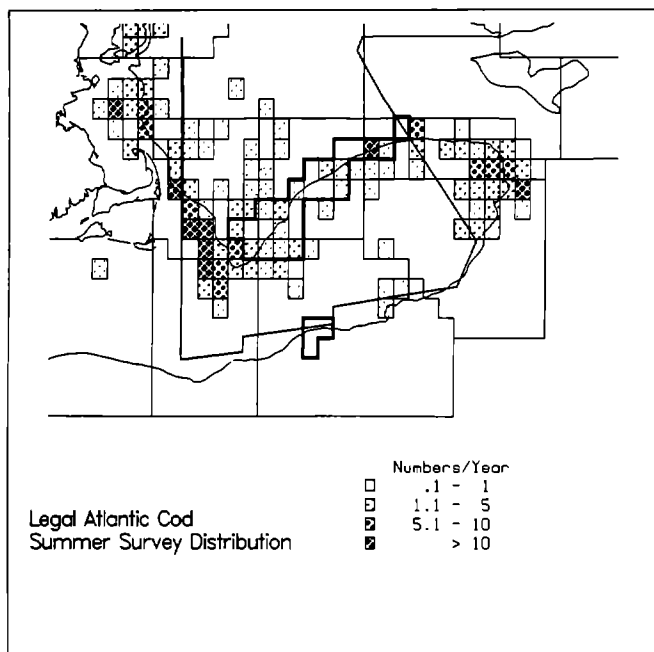 Numbers/Year
.1 - 1
1.1 - 5
5.1 - 10
> 10
Legal Atlantic Cod
Summer Survey Distribution